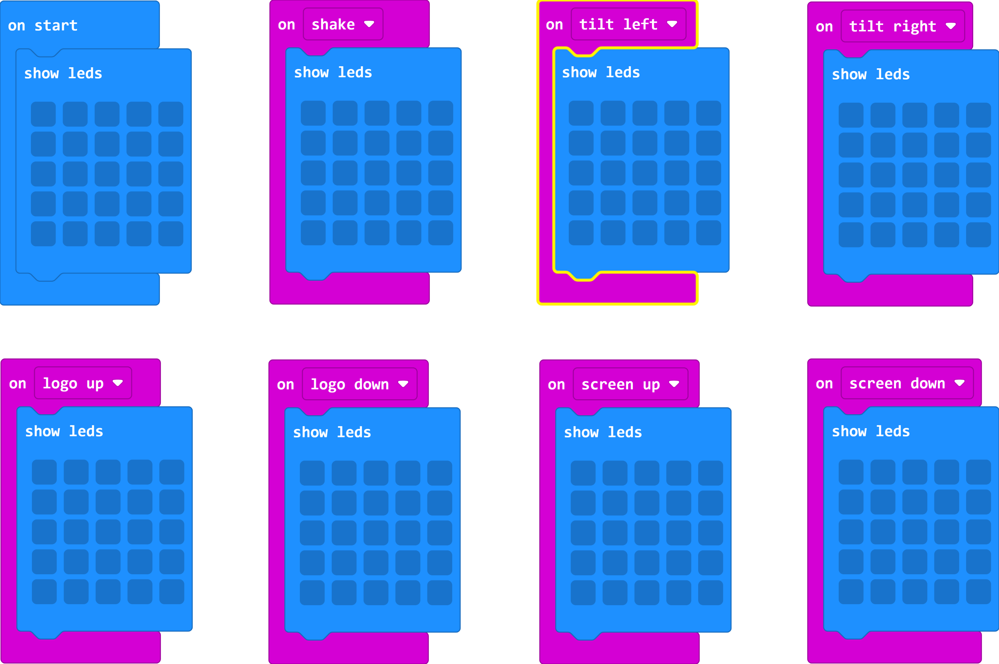 on start
show leds
on shake
show leds
on tilt left
show leds
on tilt right
show leds
on logo up
show leds
on logo down
show leds
on screen up
show leds
on screen down
show leds